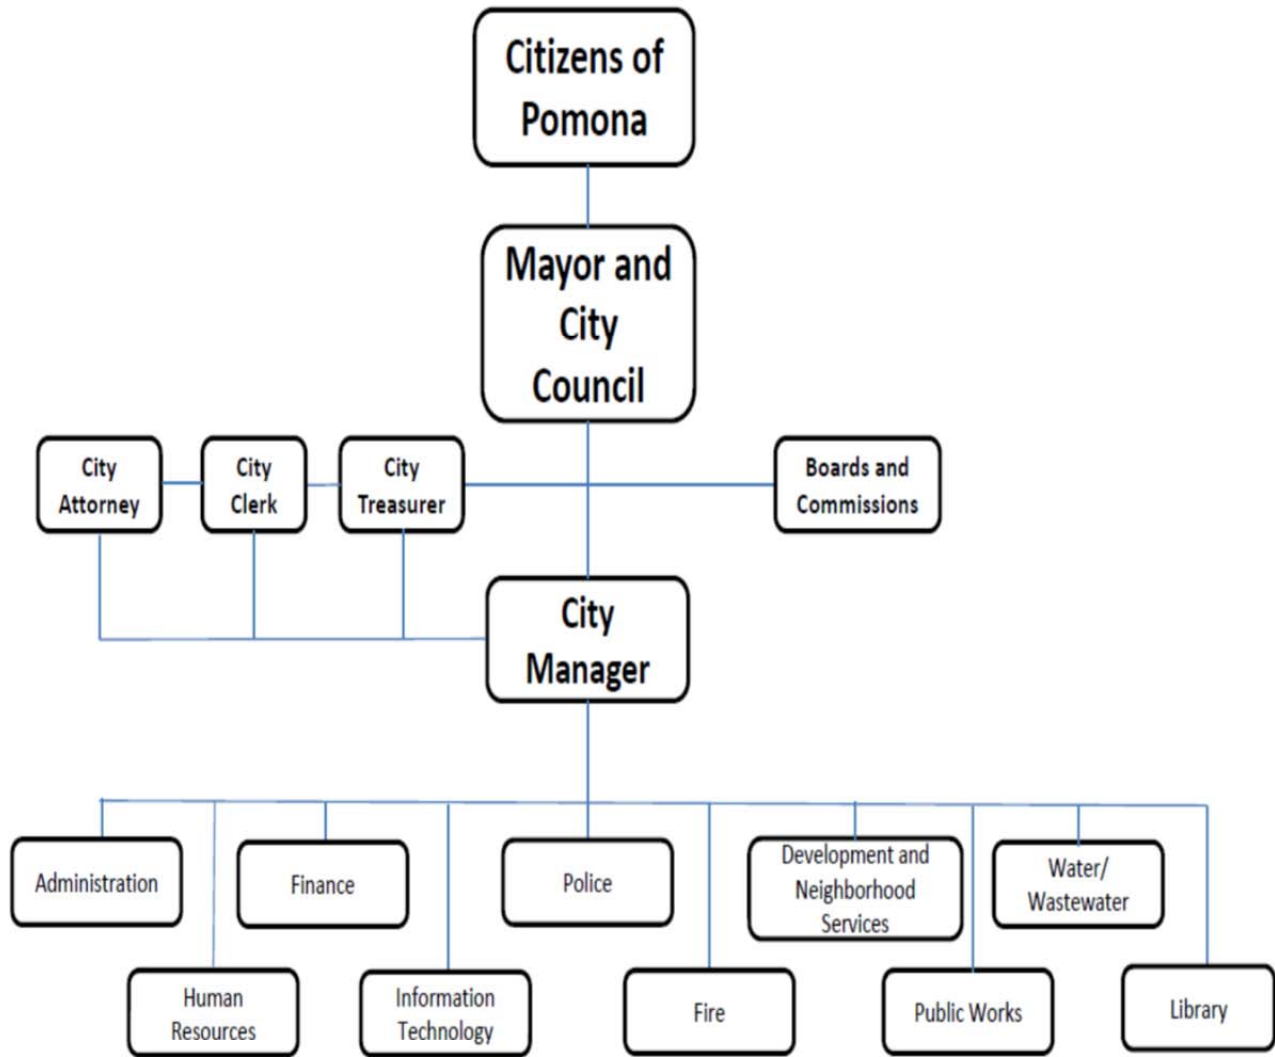 Citizens of
Pomona
Mayor and
City
Council
City
Attorney
City
Clerk
City
Treasurer
Boards and
Commissions
City
Manager
Administration
Finance
Police
Development and
Neighborhood
Services
Water/
Wastewater
Human
Resources
Information
Technology
Fire
Public Works
Library